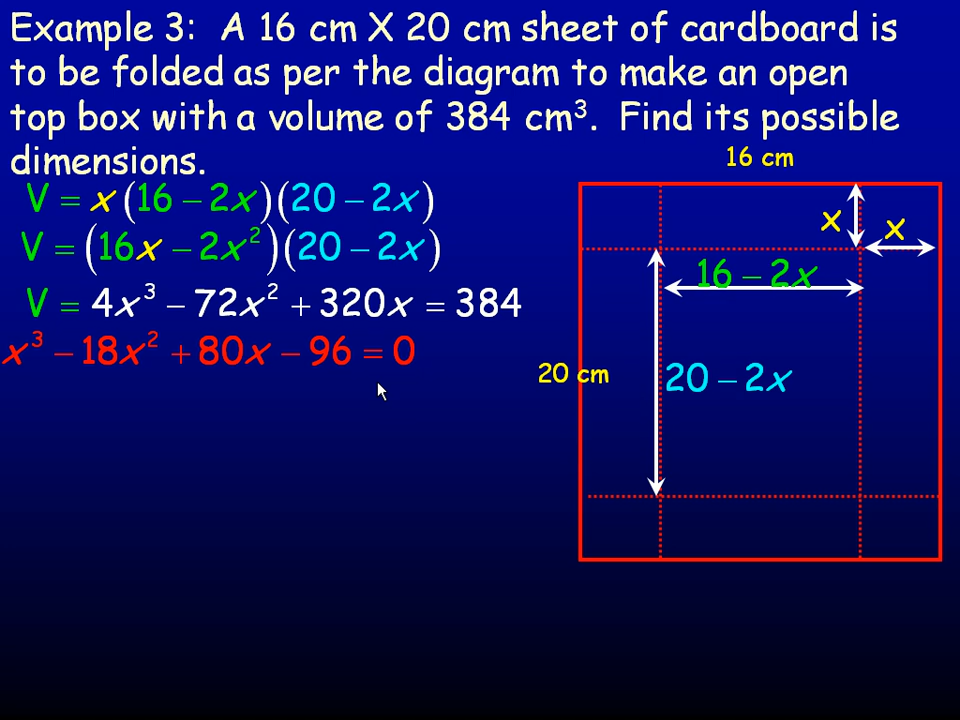 Example 3: A 16 cm X 20 cm sheet of cardboard is
to be folded as per the diagram to make an open
top box with a volume of 384 cm³. Find its possible
dimensions.
16 cm
V = x(16 − 2x)(20 − 2x)
V = (16x − 2x²)(20 − 2x)
V = 4x³ − 72x² + 320x = 384
x³ − 18x² + 80x − 96 = 0
x
x
16 − 2x
20 cm
20 − 2x